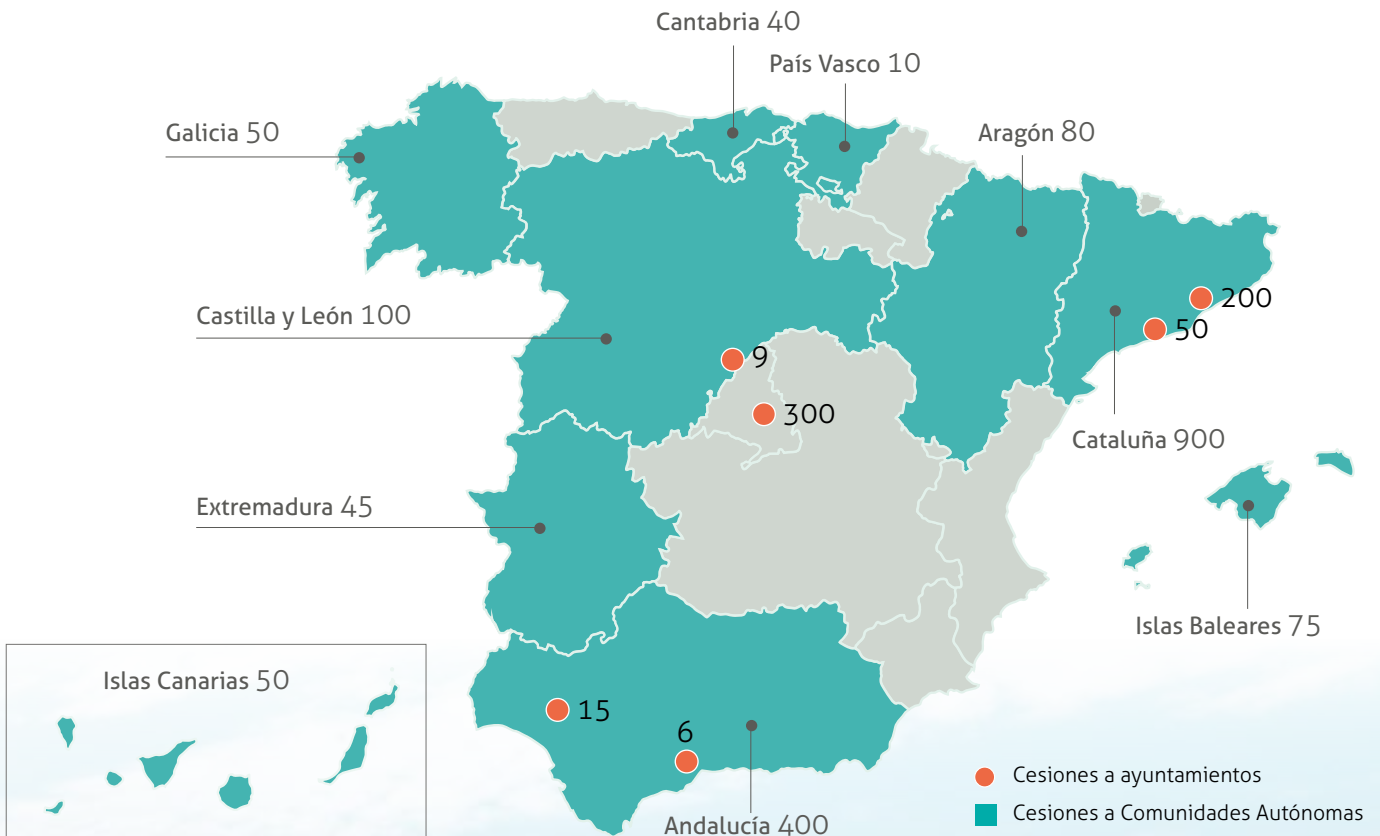 Cantabria 40
País Vasco 10
Galicia 50
Aragón 80
Castilla y León 100
200
50
9
300
Cataluña 900
Extremadura 45
Islas Baleares 75
Islas Canarias 50
15
6
Cesiones a ayuntamientos
Cesiones a Comunidades Autónomas
Andalucía 400